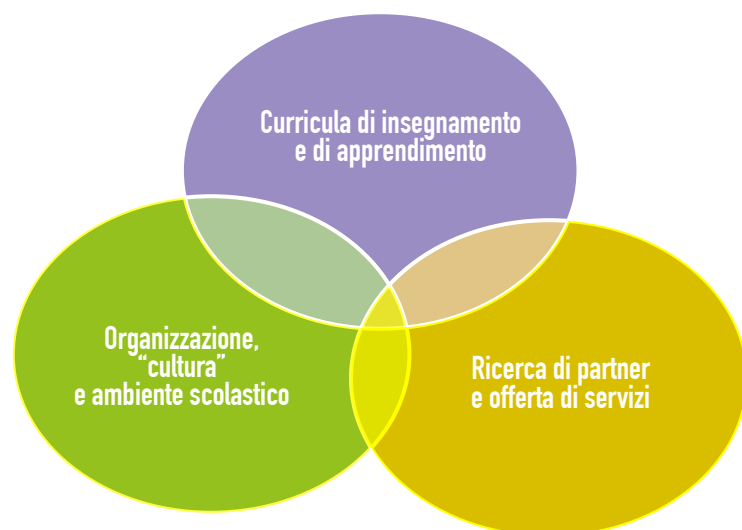 Curricula di insegnamento
e di apprendimento
Organizzazione,
“cultura”
e ambiente scolastico
Ricerca di partner
e offerta di servizi